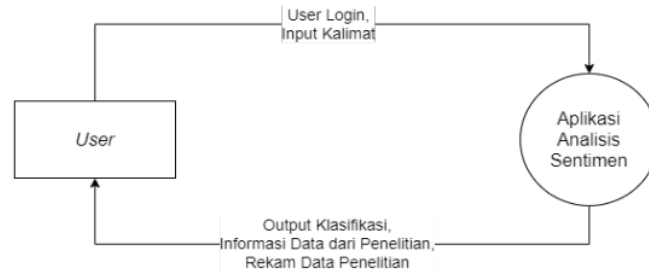 User Login,
Input Kalimat
User
Aplikasi
Analisis
Sentimen
Output Klasifikasi,
Informasi Data dari Penelitian,
Rekam Data Penelitian